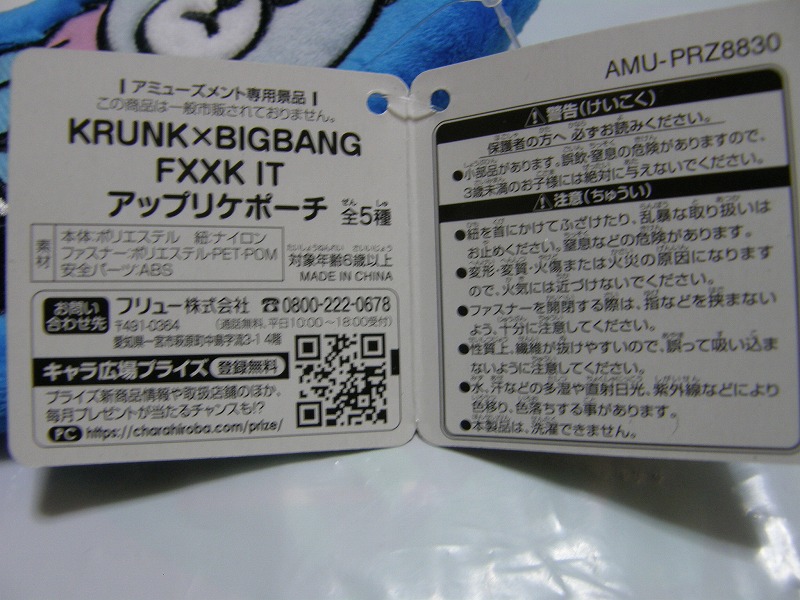 アミューズメント専用景品
この商品は一般市販されておりません。
KRUNK×BIGBANG
FXXK IT
アップリケポーチ 全5種
素材
本体:ポリエステル 紐:ナイロン
ファスナー:ポリエステル・PET・POM
安全パーツ:ABS
対象年齢6歳以上
MADE IN CHINA
お問い合わせ先
フリュー株式会社 ☎0800-222-0678
〒491-0364 (通話無料、平日10:00〜18:00受付)
愛知県一宮市萩原町中島字流3-1 4階
キャラ広場プライズ 登録無料
プライズ新商品情報や取扱店舗のほか、
毎月プレゼントが当たるチャンスも!?
PC https://charahiroba.com/prize/
AMU-PRZ8830
⚠警告(けいこく)
保護者の方へ 必ずお読みください。
●小部品があります。誤飲・窒息の危険がありますので、
3歳未満のお子様には絶対に与えないでください。
⚠注意(ちゅうい)
●紐を首にかけてふざけたり、乱暴な取り扱いは
お止めください。窒息などの危険があります。
●変形・変質・火傷または火災の原因になります
ので、火気には近づけないでください。
●ファスナーを開閉する際は、指などを挟まない
よう、十分に注意してください。
●性質上、繊維が抜けやすいので、誤って吸い込ま
ないように注意してください。
●水、汗などの多湿や直射日光、紫外線などにより
色移り、色落ちする事があります。
●本製品は、洗濯できません。